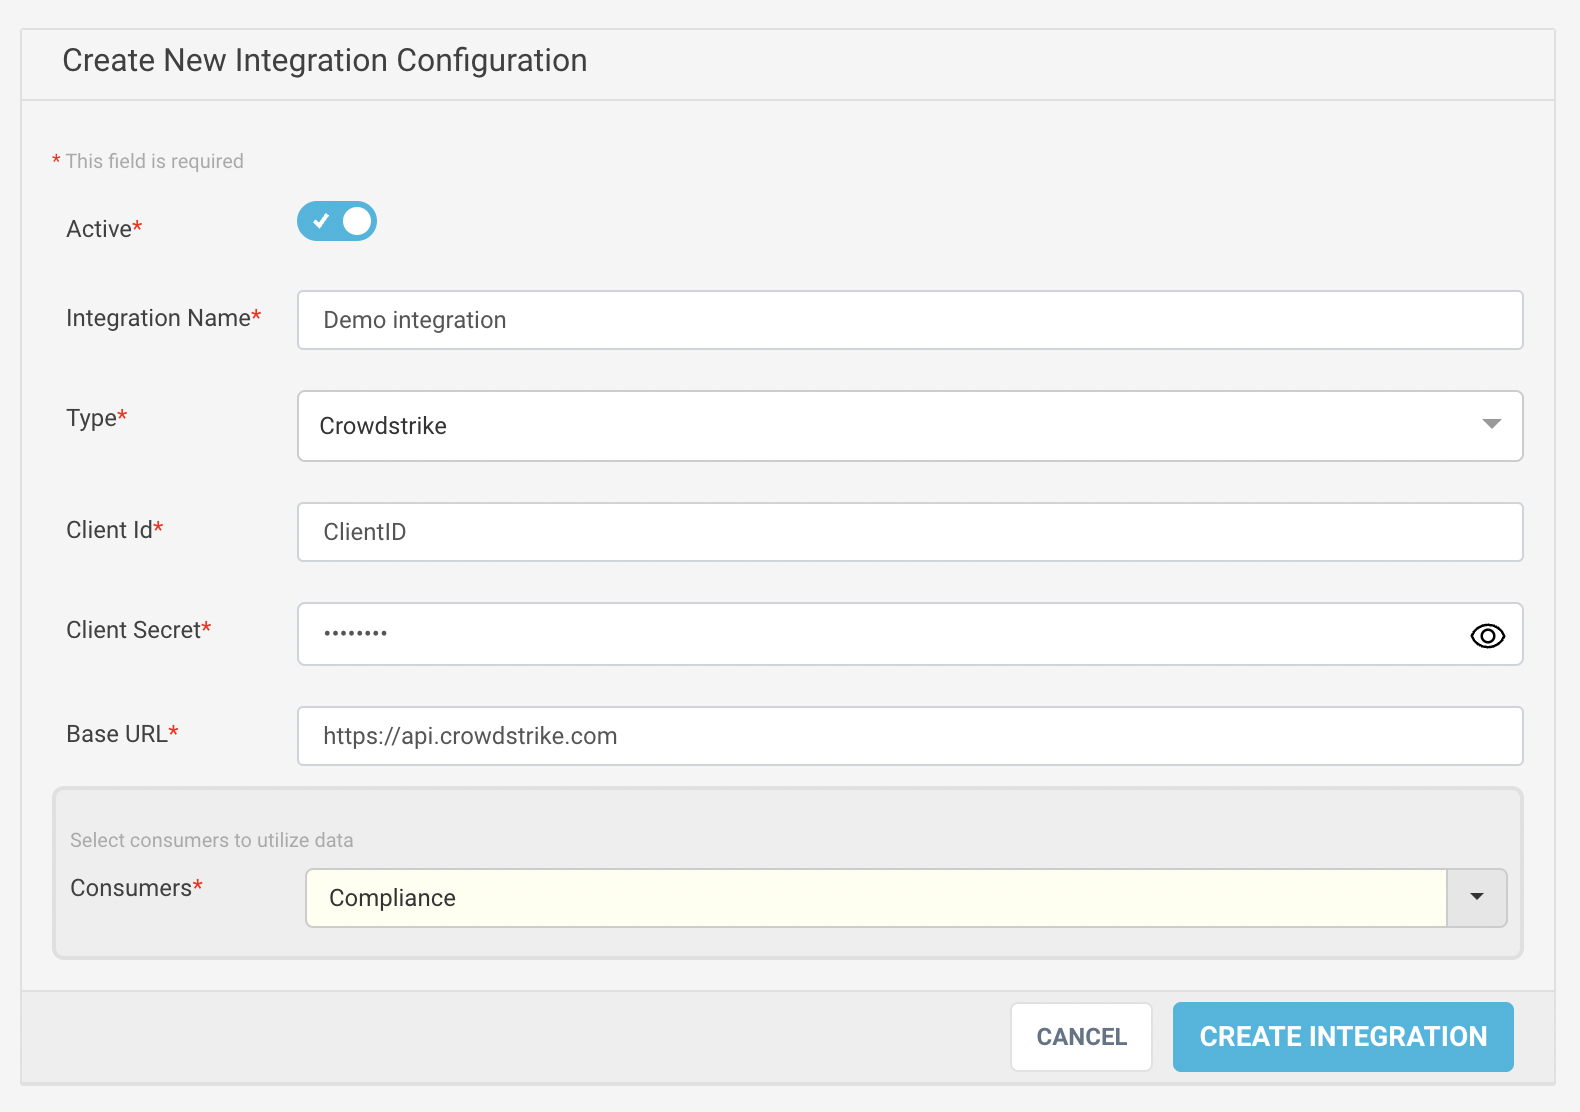 Create New Integration Configuration
* This field is required
Active*
Integration Name* Demo integration
Type* Crowdstrike
Client Id* ClientID
Client Secret* ••••••••
Base URL* https://api.crowdstrike.com
Select consumers to utilize data
Consumers* Compliance
CANCEL CREATE INTEGRATION